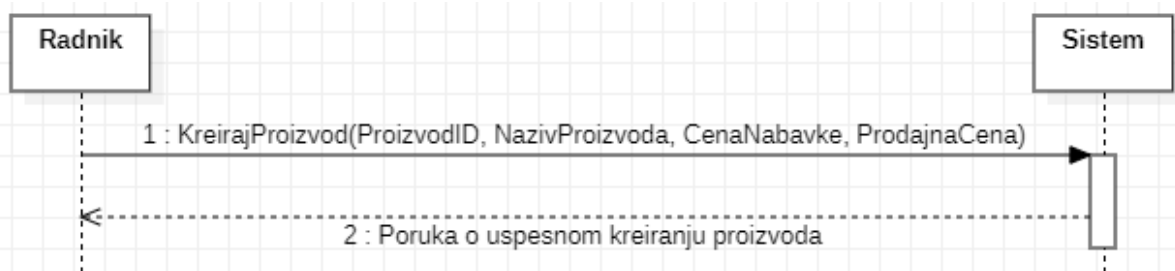 Radnik
Sistem
1 : KreirajProizvod(ProizvodID, NazivProizvoda, CenaNabavke, ProdajnaCena)
2 : Poruka o uspesnom kreiranju proizvoda